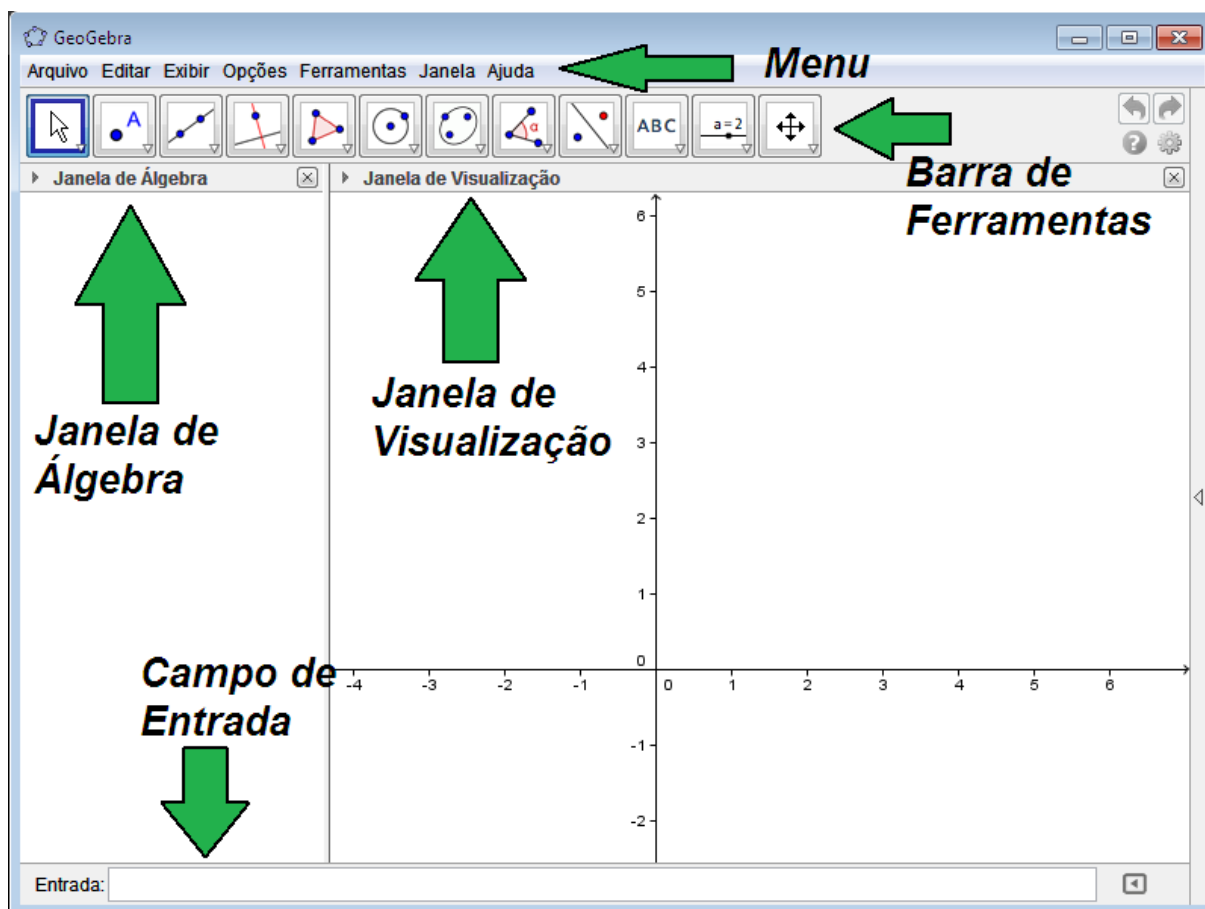 GeoGebra
Arquivo Editar Exibir Opções Ferramentas Janela Ajuda
Menu
A
α
ABC
a=2
?
Barra de
Ferramentas
Janela de Álgebra
Janela de Visualização
Janela de
Álgebra
Janela de
Visualização
6
5
4
3
2
1
0
-1
-2
-4 -3 -2 -1 0 1 2 3 4 5 6
Campo de
Entrada
Entrada: